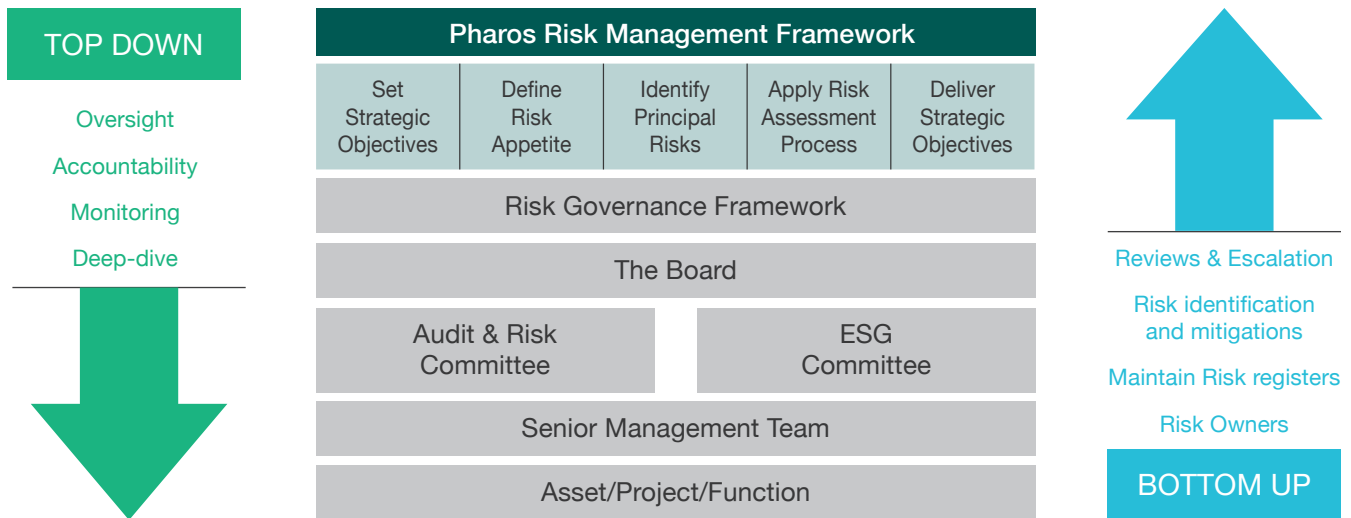 TOP DOWN
Oversight
Accountability
Monitoring
Deep-dive
Pharos Risk Management Framework
Set
Strategic
Objectives
Define
Risk
Appetite
Identify
Principal
Risks
Apply Risk
Assessment
Process
Deliver
Strategic
Objectives
Risk Governance Framework
The Board
Audit & Risk
Committee
ESG
Committee
Senior Management Team
Asset/Project/Function
Reviews & Escalation
Risk identification
and mitigations
Maintain Risk registers
Risk Owners
BOTTOM UP